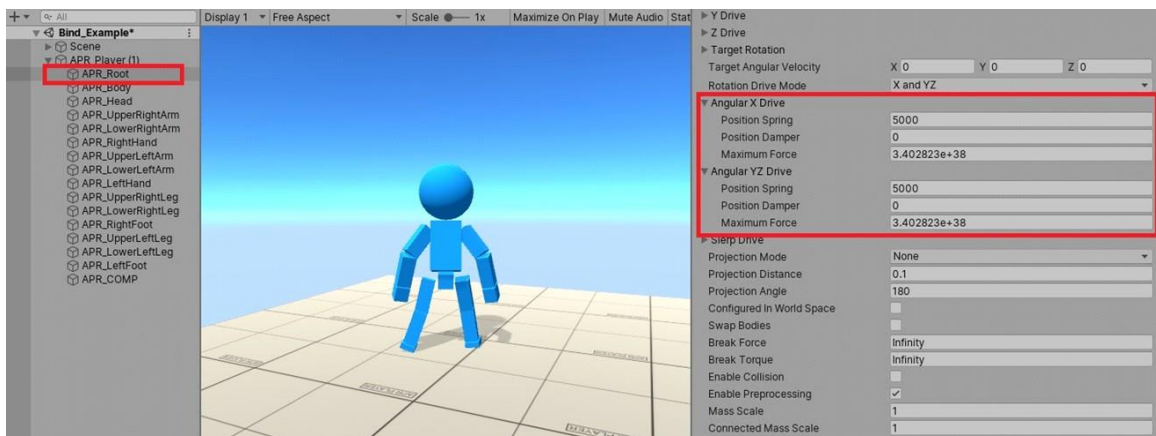 All
Bind_Example*
Scene
APR_Player (1)
APR_Root
APR_Body
APR_Head
APR_UpperRightArm
APR_LowerRightArm
APR_RightHand
APR_UpperLeftArm
APR_LowerLeftArm
APR_LeftHand
APR_UpperRightLeg
APR_LowerRightLeg
APR_RightFoot
APR_UpperLeftLeg
APR_LowerLeftLeg
APR_LeftFoot
APR_COMP
Display 1 Free Aspect Scale 1x Maximize On Play Mute Audio Stat
Y Drive
Z Drive
Target Rotation
Target Angular Velocity X 0 Y 0 Z 0
Rotation Drive Mode X and YZ
Angular X Drive
Position Spring 5000
Position Damper 0
Maximum Force 3.402823e+38
Angular YZ Drive
Position Spring 5000
Position Damper 0
Maximum Force 3.402823e+38
Slerp Drive
Projection Mode None
Projection Distance 0.1
Projection Angle 180
Configured In World Space
Swap Bodies
Break Force Infinity
Break Torque Infinity
Enable Collision
Enable Preprocessing
Mass Scale 1
Connected Mass Scale 1